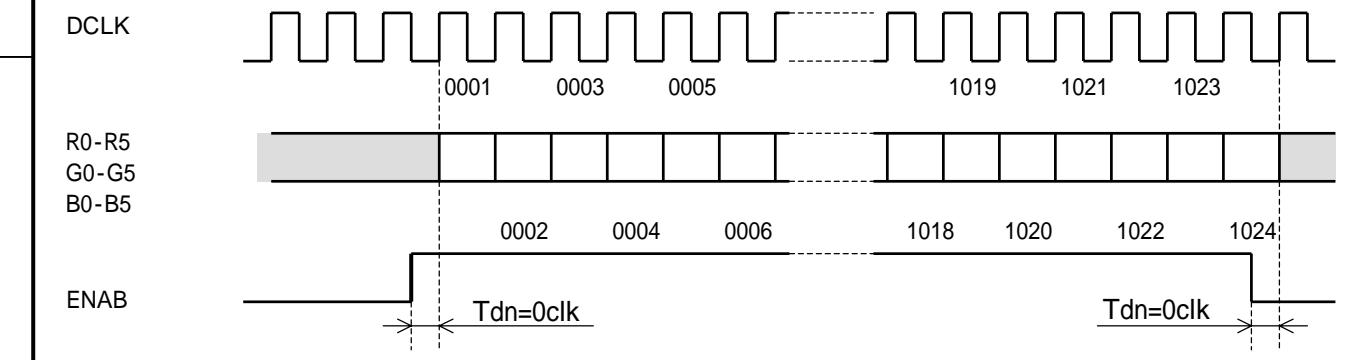 DCLK
0001 0003 0005 1019 1021 1023
R0-R5
G0-G5
B0-B5
0002 0004 0006 1018 1020 1022 1024
ENAB
Tdn=0clk Tdn=0clk